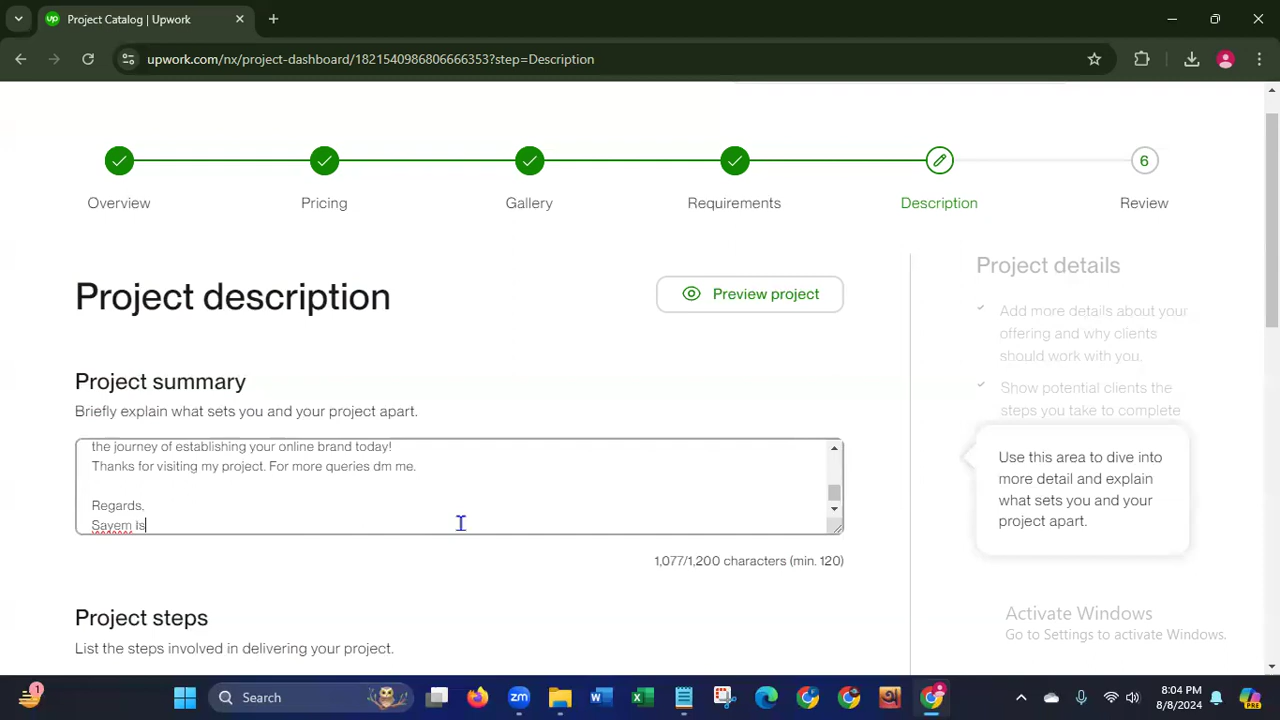 Project Catalog | Upwork
upwork.com/nx/project-dashboard/1821540986806666353?step=Description
6
Overview
Pricing
Gallery
Requirements
Description
Review
Project description
Preview project
Project summary
Briefly explain what sets you and your project apart.
the journey of establishing your online brand today!
Thanks for visiting my project. For more queries dm me.
Regards,
Sayem Is
1,077/1,200 characters (min. 120)
Project steps
List the steps involved in delivering your project.
Project details
Add more details about your
offering and why clients
should work with you,
Show potential clients the
steps you take to complete
Use this area to dive into
more detail and explain
what sets you and your
project apart.
Activate Windows
Go to Settings to activate Windows.
1
Search
8:04 PM
8/8/2024